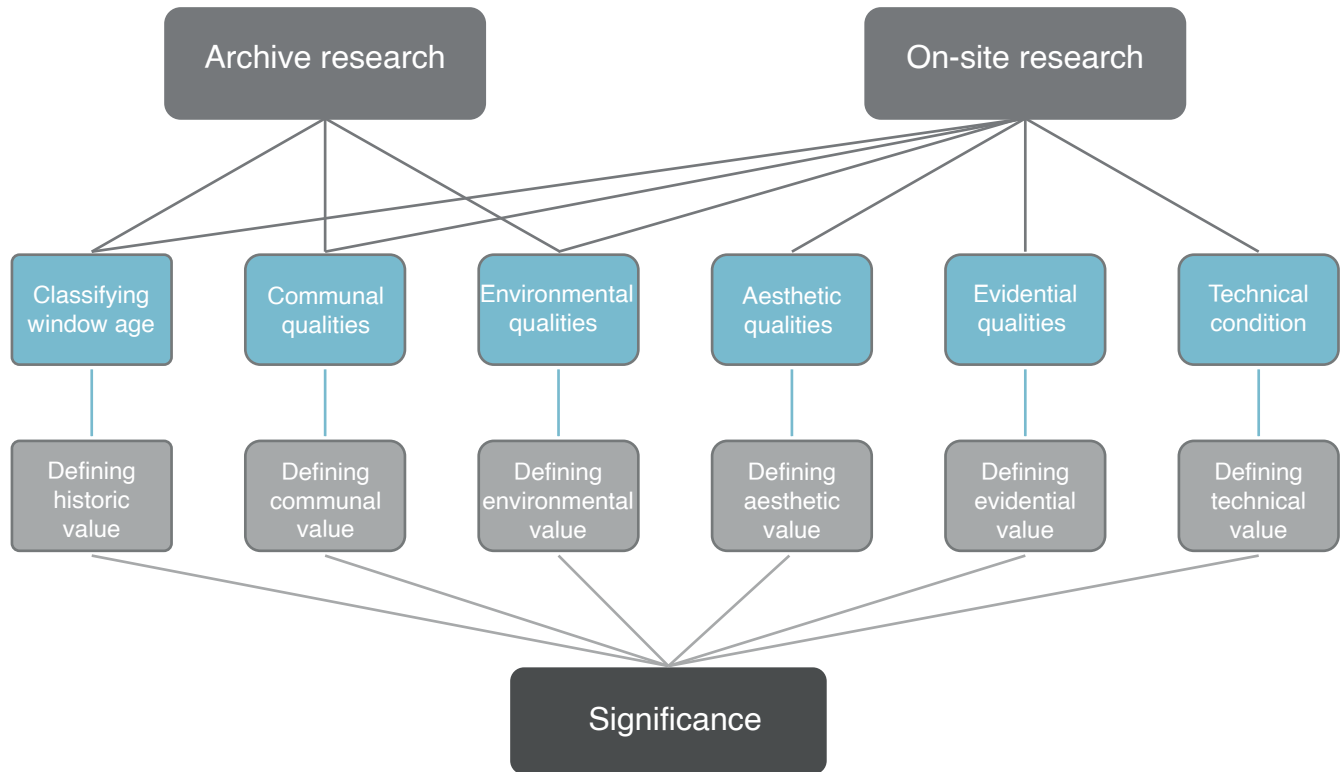 Archive research
On-site research
Classifying
window age
Communal
qualities
Environmental
qualities
Aesthetic
qualities
Evidential
qualities
Technical
condition
Defining
historic
value
Defining
communal
value
Defining
environmental
value
Defining
aesthetic
value
Defining
evidential
value
Defining
technical
value
Significance